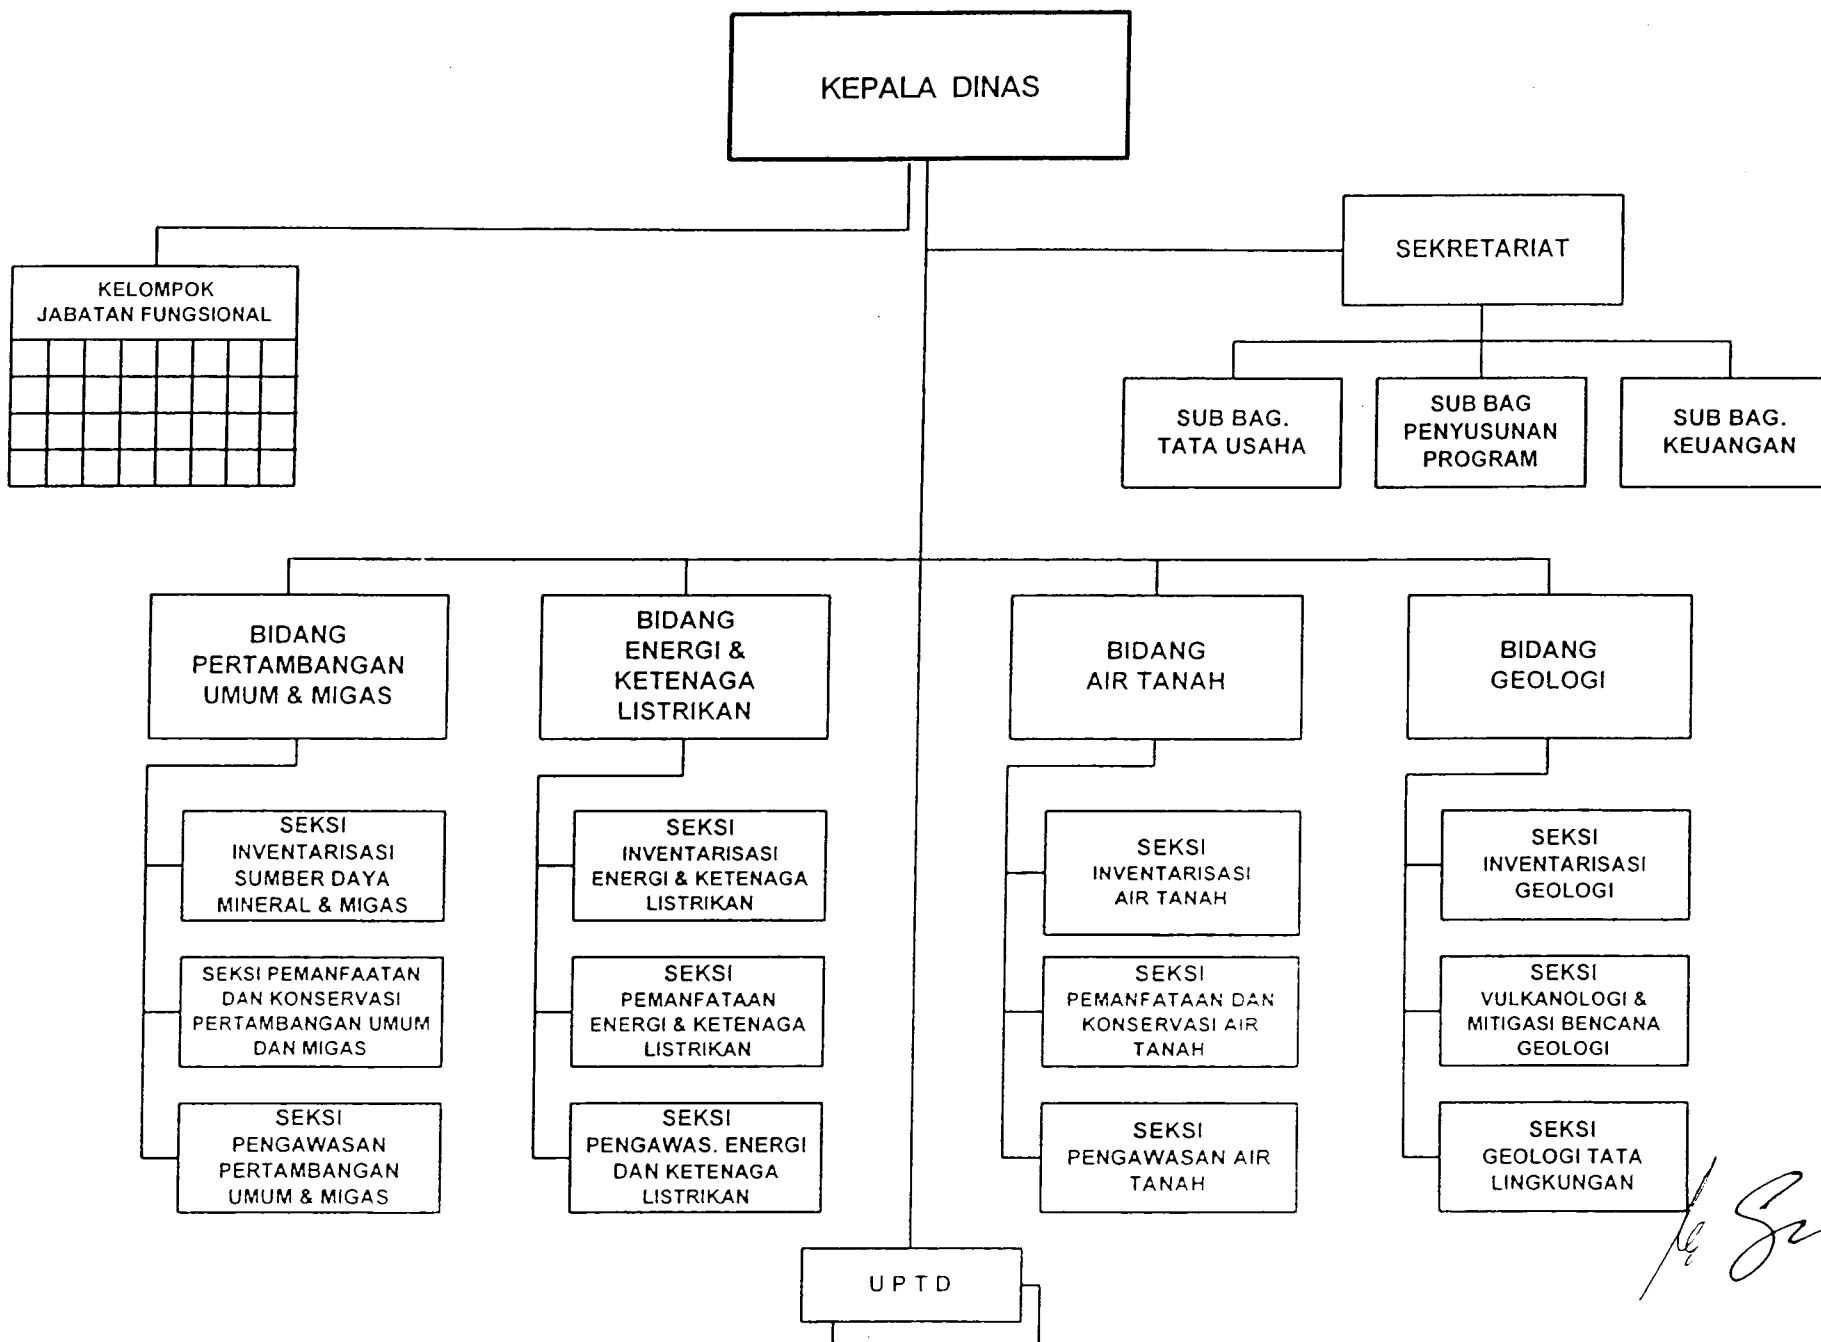 KEPALA DINAS
SEKRETARIAT
KELOMPOK
JABATAN FUNGSIONAL
SUB BAG.
TATA USAHA
SUB BAG
PENYUSUNAN
PROGRAM
SUB BAG.
KEUANGAN
BIDANG
PERTAMBANGAN
UMUM & MIGAS
BIDANG
ENERGI &
KETENAGA
LISTRIKAN
BIDANG
AIR TANAH
BIDANG
GEOLOGI
SEKSI
INVENTARISASI
SUMBER DAYA
MINERAL & MIGAS
SEKSI
INVENTARISASI
ENERGI & KETENAGA
LISTRIKAN
SEKSI
INVENTARISASI
AIR TANAH
SEKSI
INVENTARISASI
GEOLOGI
SEKSI PEMANFAATAN
DAN KONSERVASI
PERTAMBANGAN UMUM
DAN MIGAS
SEKSI
PEMANFATAAN
ENERGI & KETENAGA
LISTRIKAN
SEKSI
PEMANFATAAN DAN
KONSERVASI AIR
TANAH
SEKSI
VULKANOLOGI &
MITIGASI BENCANA
GEOLOGI
SEKSI
PENGAWASAN
PERTAMBANGAN
UMUM & MIGAS
SEKSI
PENGAWAS. ENERGI
DAN KETENAGA
LISTRIKAN
SEKSI
PENGAWASAN AIR
TANAH
SEKSI
GEOLOGI TATA
LINGKUNGAN
U P T D